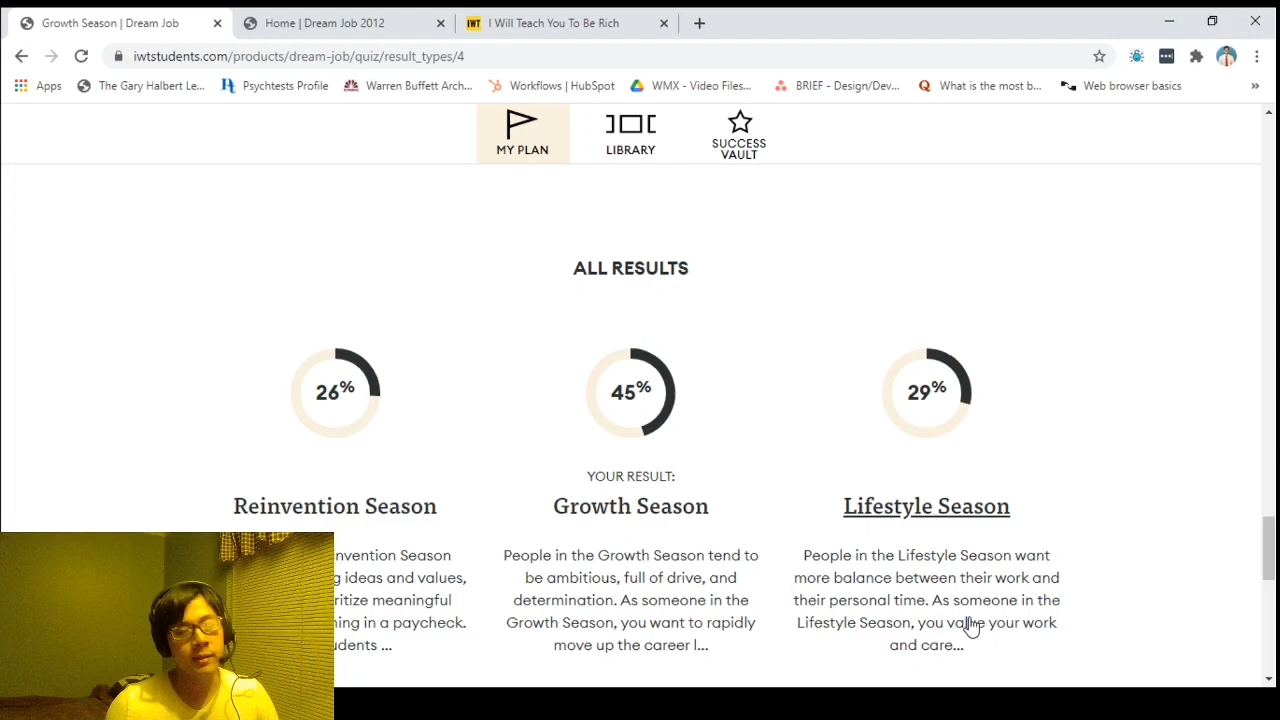 Growth Season | Dream Job
Home | Dream Job 2012
IWT I Will Teach You To Be Rich
iwtstudents.com/products/dream-job/quiz/result_types/4
Apps
The Gary Halbert Le...
Psychtests Profile
Warren Buffett Arch...
Workflows | HubSpot
WMX - Video Files...
BRIEF - Design/Dev...
What is the most b...
Web browser basics
»
MY PLAN
LIBRARY
SUCCESS
VAULT
ALL RESULTS
26%
45%
29%
YOUR RESULT:
Reinvention Season
Growth Season
Lifestyle Season
nvention Season
g ideas and values,
ritize meaningful
ning in a paycheck.
udents ...
People in the Growth Season tend to
be ambitious, full of drive, and
determination. As someone in the
Growth Season, you want to rapidly
move up the career l...
People in the Lifestyle Season want
more balance between their work and
their personal time. As someone in the
Lifestyle Season, you value your work
and care...